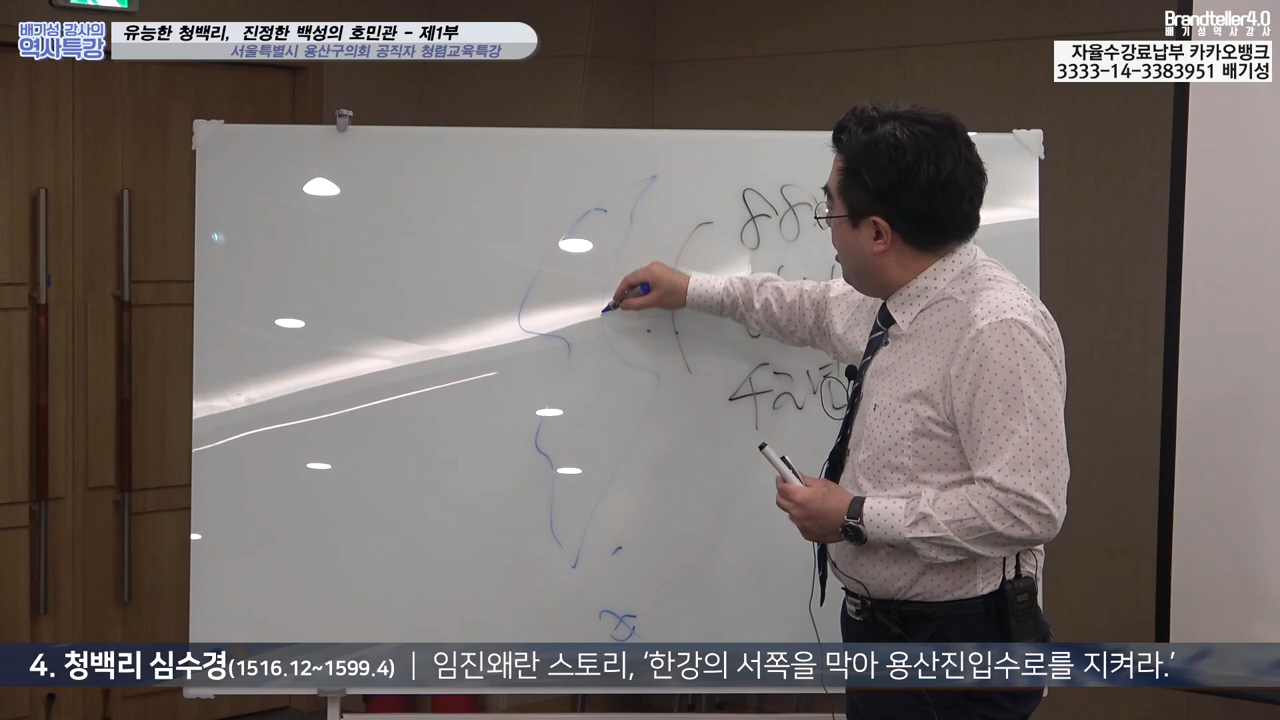 배기성 강사의
역사특강
유능한 청백리, 진정한 백성의 호민관 - 제1부
서울특별시 용산구의회 공직자 청렴교육특강
Brandteller4.0
배기성역사강사
자율수강료납부 카카오뱅크
3333-14-3383951 배기성
4. 청백리 심수경(1516.12~1599.4) | 임진왜란 스토리, ‘한강의 서쪽을 막아 용산진입수로를 지켜라.’